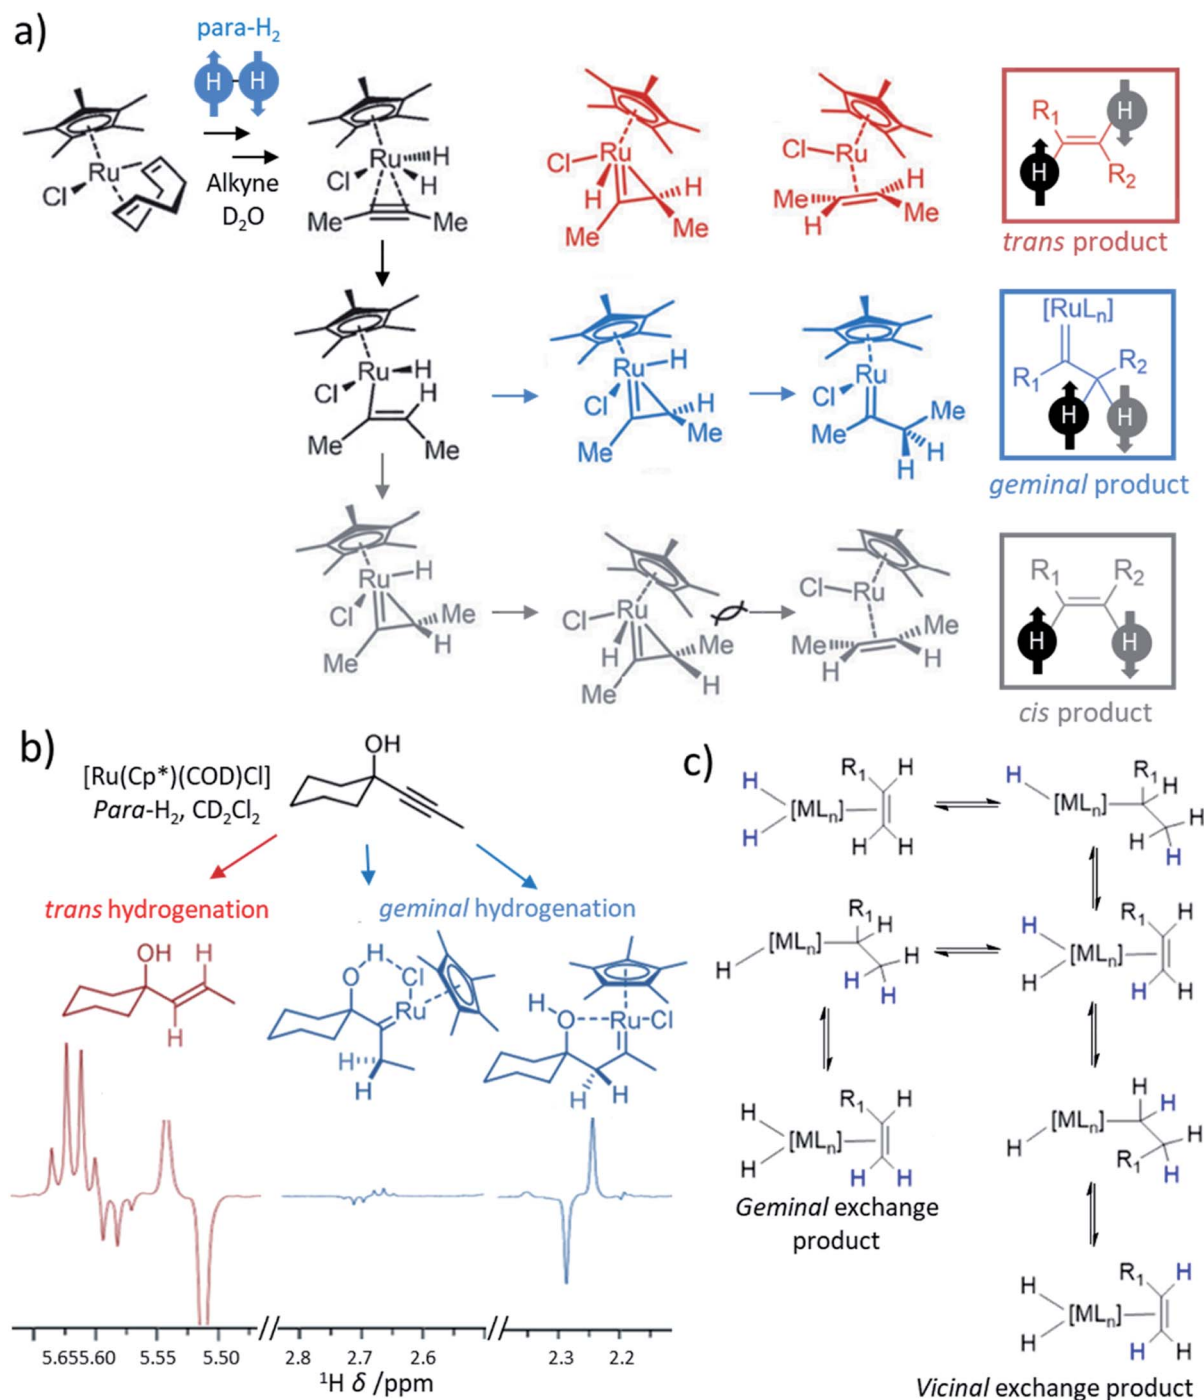 a)
para-H2
H H
Ru
Cl
Alkyne
D2O
Ru H
Cl H
Me Me
Cl Ru
H H
Me Me
Cl Ru
Me H
H Me
R1 H
H R2
trans product
Ru H
Cl H
Me Me
Ru H
Cl H
Me Me
Ru
Cl Me
Me H
H
[RuLn]
R1 R2
H H
geminal product
Ru H
Cl Me
H
Me
Cl Ru
H Me
Me H
Cl Ru
Me Me
H H
R1 R2
H H
cis product
b)
[Ru(Cp*)(COD)Cl]
Para-H2, CD2Cl2
OH
trans hydrogenation
geminal hydrogenation
OH H
H
O H Cl
Ru
H
H
H O Ru Cl
H H
5.655.60 5.55 5.50 2.8 2.7 2.6 2.3 2.2
1H δ /ppm
c)
H R1 H
[MLn]
H H H
H R1
[MLn] H
H H
H
R1 H
[MLn] H
H H H
H R1 H
[MLn]
H H H
H R1 H
[MLn]
H H H
Geminal exchange
product
H H
[MLn] H
H R1 H
H
H R1 H
[MLn]
H H H
Vicinal exchange product